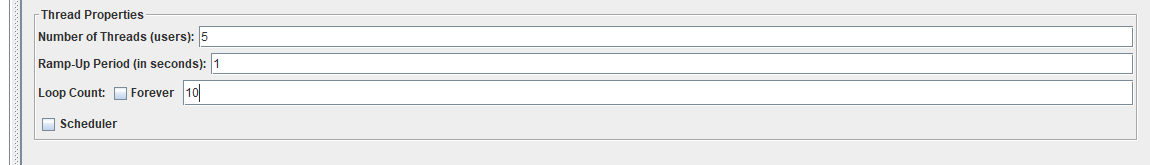 Thread Properties
Number of Threads (users): 5
Ramp-Up Period (in seconds): 1
Loop Count: Forever 10
Scheduler